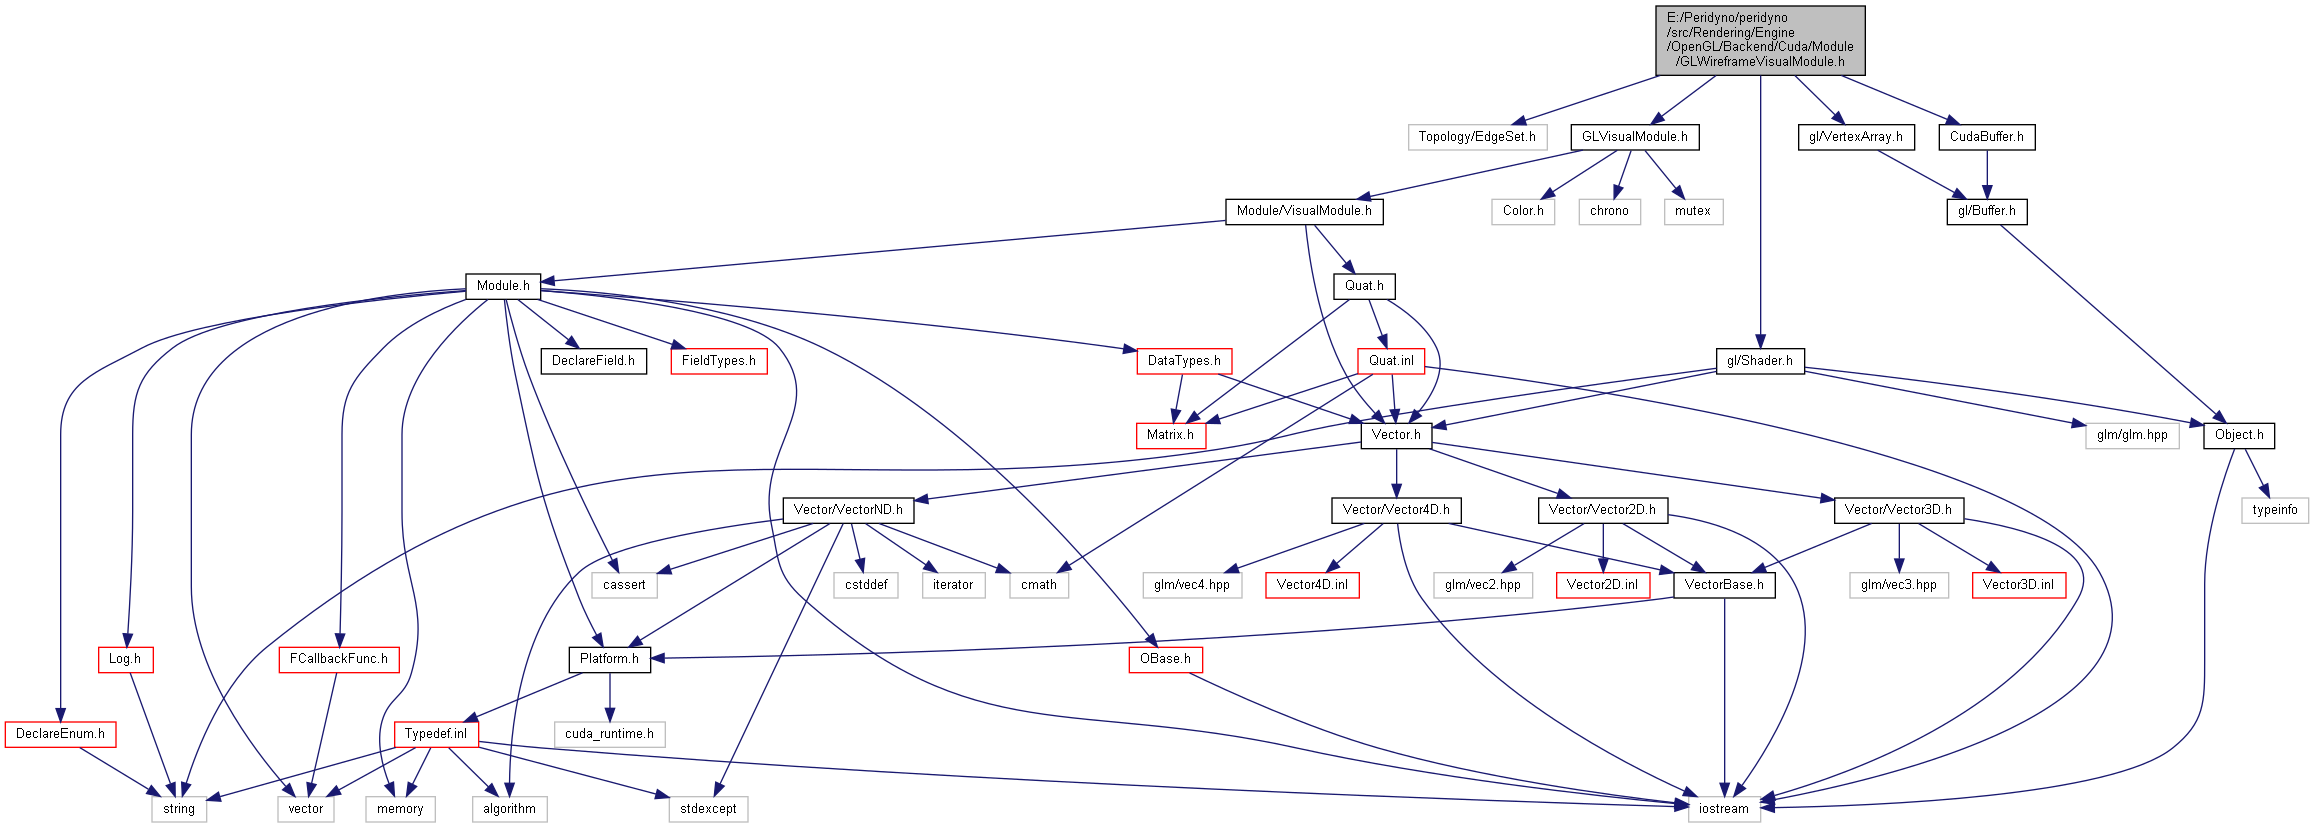 E:/Peridyno/peridyno
/src/Rendering/Engine
/OpenGL/Backend/Cuda/Module
/GLWireframeVisualModule.h
Topology/EdgeSet.h
GLVisualModule.h
gl/VertexArray.h
CudaBuffer.h
Module/VisualModule.h
Color.h
chrono
mutex
gl/Buffer.h
Module.h
Quat.h
DeclareField.h
FieldTypes.h
DataTypes.h
Quat.inl
gl/Shader.h
Matrix.h
Vector.h
glm/glm.hpp
Object.h
Vector/VectorND.h
Vector/Vector4D.h
Vector/Vector2D.h
Vector/Vector3D.h
typeinfo
cassert
cstddef
iterator
cmath
glm/vec4.hpp
Vector4D.inl
glm/vec2.hpp
Vector2D.inl
VectorBase.h
glm/vec3.hpp
Vector3D.inl
Log.h
FCallbackFunc.h
Platform.h
OBase.h
DeclareEnum.h
Typedef.inl
cuda_runtime.h
string
vector
memory
algorithm
stdexcept
iostream